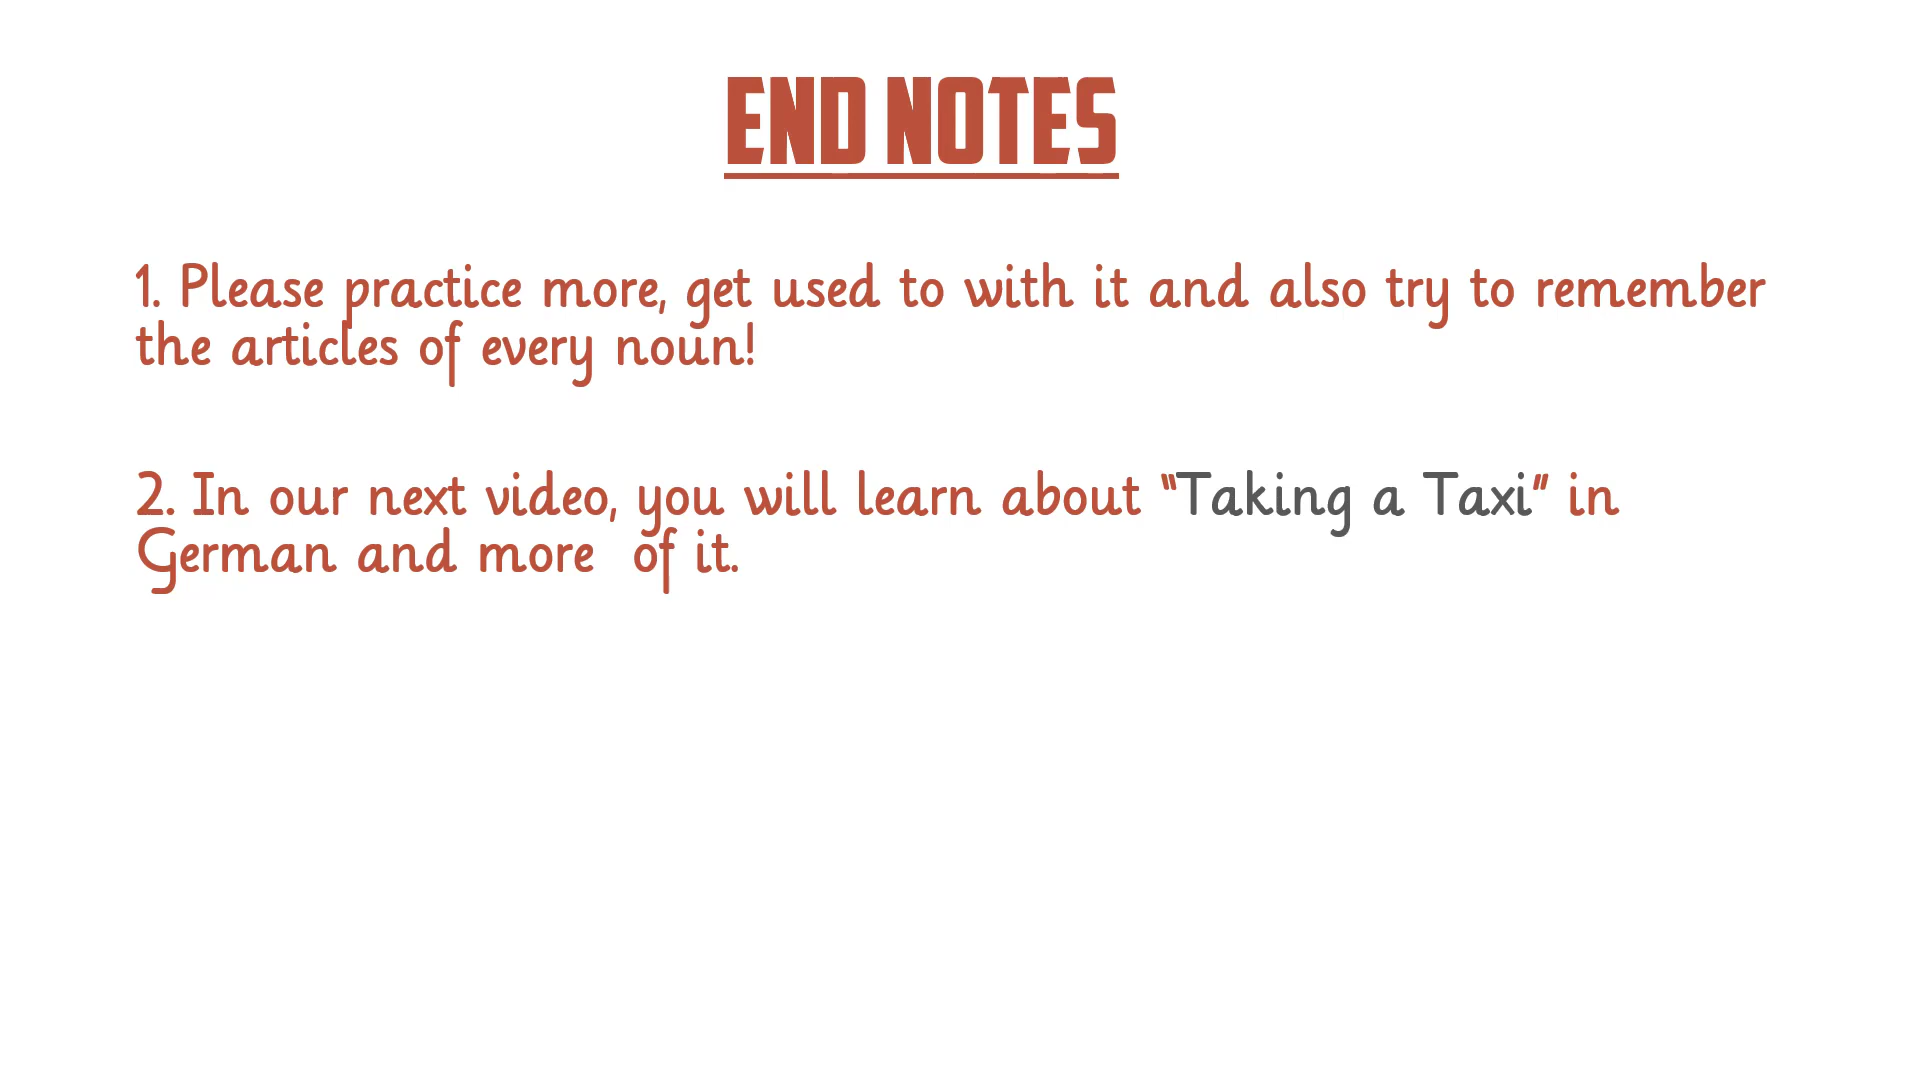 END NOTES
1. Please practice more, get used to with it and also try to remember
the articles of every noun!
2. In our next video, you will learn about "Taking a Taxi" in
German and more  of it.